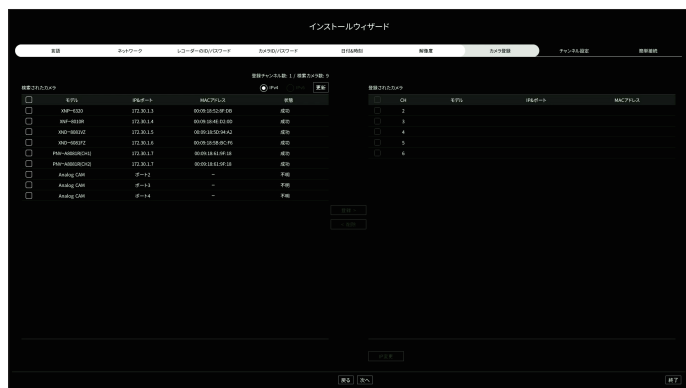 インストールウィザード
言語 ネットワーク レコーダーのID/パスワード カメラID/パスワード 日付&時刻 解像度 カメラ登録 チャンネル設定 簡単接続
登録チャンネル数: 1 / 検索カメラ数: 9
検索されたカメラ IPv4 IPv6 更新 登録されたカメラ
モデル IP&ポート MACアドレス 状態 CH モデル IP&ポート MACアドレス
XNP-6320 172.30.1.3 00:09:18:52:8F:DB 成功 2
XNF-8010R 172.30.1.4 00:09:18:4E:D2:0D 成功 3
XND-8081VZ 172.30.1.5 00:09:18:5D:94:A2 成功 4
XND-6081FZ 172.30.1.6 00:09:18:5B:BC:F6 成功 5
PNV-A9081R(CH1) 172.30.1.7 00:09:18:61:9F:18 成功 6
PNV-A9081R(CH2) 172.30.1.7 00:09:18:61:9F:18 成功
Analog CAM ポート2 - 不明
Analog CAM ポート3 - 不明
Analog CAM ポート4 - 不明
登録
削除
戻る 次へ 終了